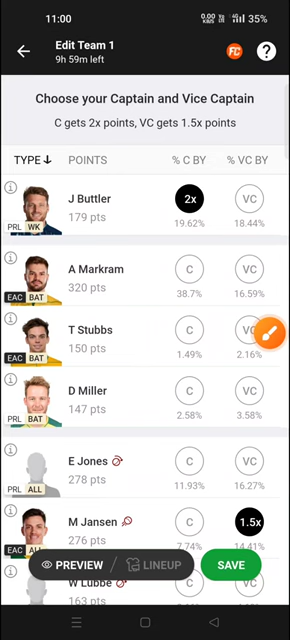 11:00 0.00 KB/S 4G 35%
Edit Team 1
9h 59m left
FC ?
Choose your Captain and Vice Captain
C gets 2x points, VC gets 1.5x points
TYPE POINTS % C BY % VC BY
i J Buttler 2x VC
179 pts
PRL WK 19.62% 18.44%
i A Markram C VC
320 pts
EAC BAT 38.7% 16.59%
i T Stubbs C VC
150 pts
EAC BAT 1.49% 2.16%
i D Miller C VC
147 pts
PRL BAT 2.58% 3.58%
i E Jones C VC
278 pts
PRL ALL 11.93% 16.27%
i M Jansen C 1.5x
276 pts
EAC ALL 7.74% 14.41%
PREVIEW / LINEUP SAVE
i W Lubbe C VC
163 pts